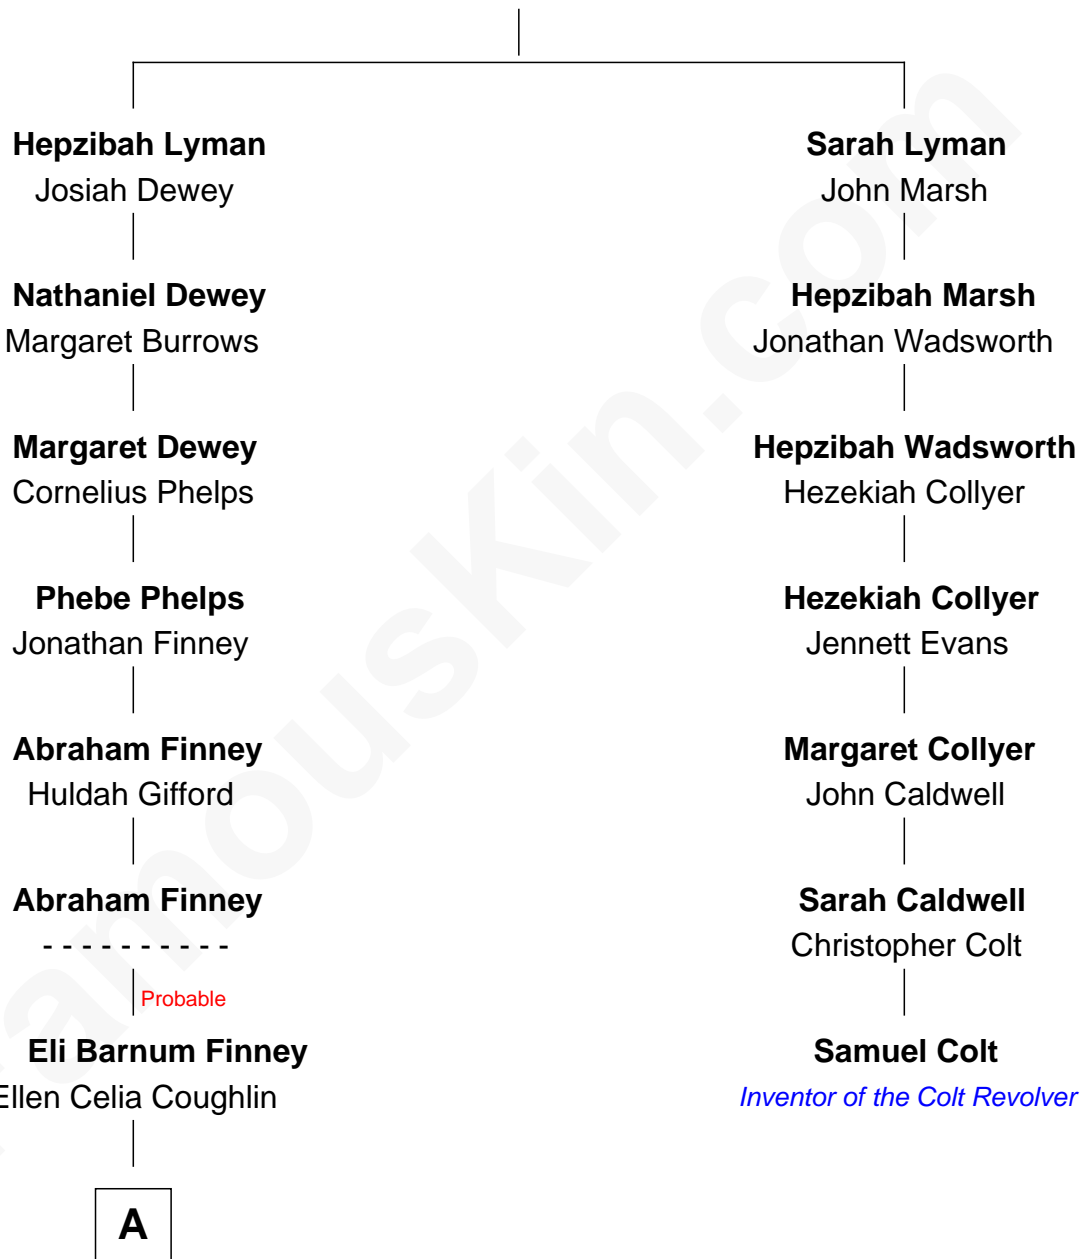 Hepzibah Lyman
Josiah Dewey
Sarah Lyman
John Marsh
Nathaniel Dewey
Margaret Burrows
Hepzibah Marsh
Jonathan Wadsworth
Margaret Dewey
Cornelius Phelps
Hepzibah Wadsworth
Hezekiah Collyer
Phebe Phelps
Jonathan Finney
Hezekiah Collyer
Jennett Evans
Abraham Finney
Huldah Gifford
Margaret Collyer
John Caldwell
Abraham Finney
- - - - - - - - - -
Sarah Caldwell
Christopher Colt
Probable
Eli Barnum Finney
Ellen Celia Coughlin
Samuel Colt
Inventor of the Colt Revolver
A
FamousKin.com